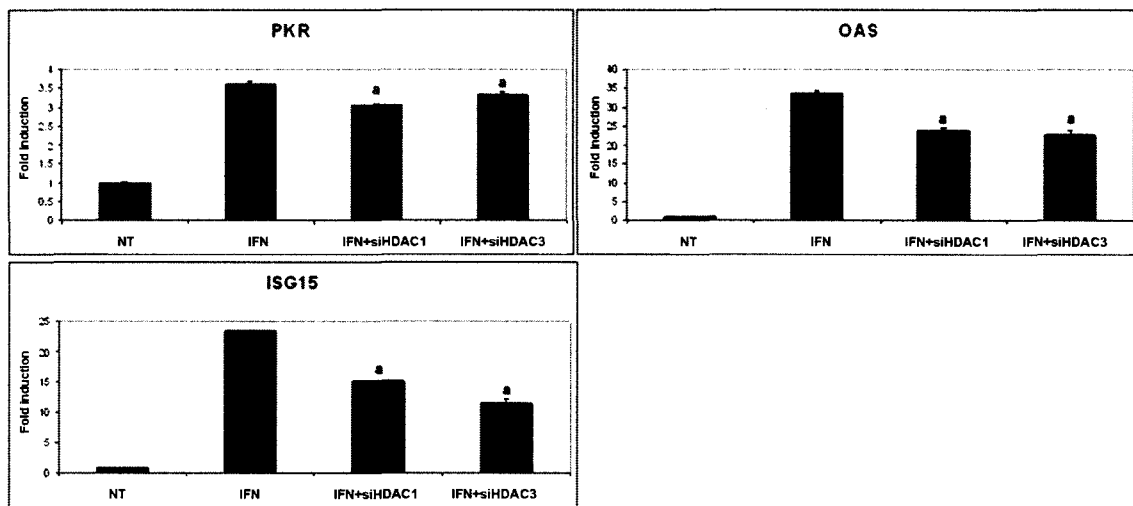 PKR
Fold induction
4
3.5
3
2.5
2
1.5
1
0.5
0
a
a
NT IFN IFN+siHDAC1 IFN+siHDAC3
OAS
Fold induction
40
35
30
25
20
15
10
5
0
a
a
NT IFN IFN+siHDAC1 IFN+siHDAC3
ISG15
Fold induction
25
20
15
10
5
0
a
a
NT IFN IFN+siHDAC1 IFN+siHDAC3